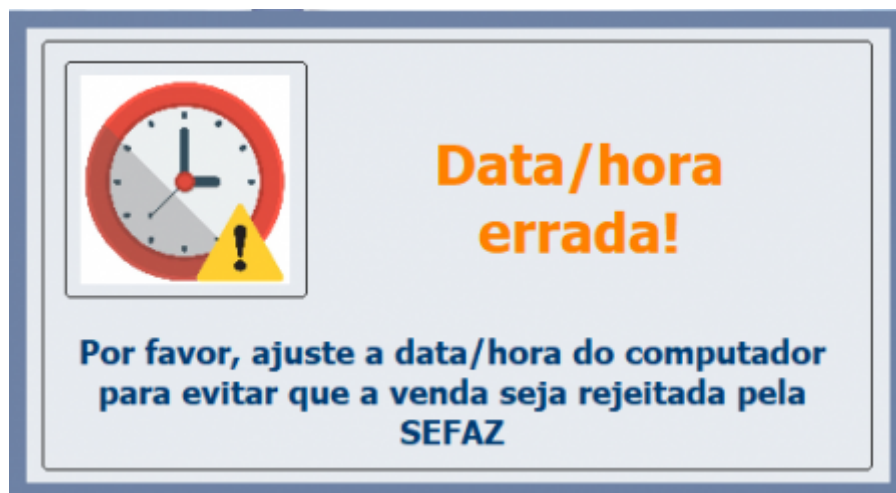 Data/hora
errada!
Por favor, ajuste a data/hora do computador
para evitar que a venda seja rejeitada pela
SEFAZ